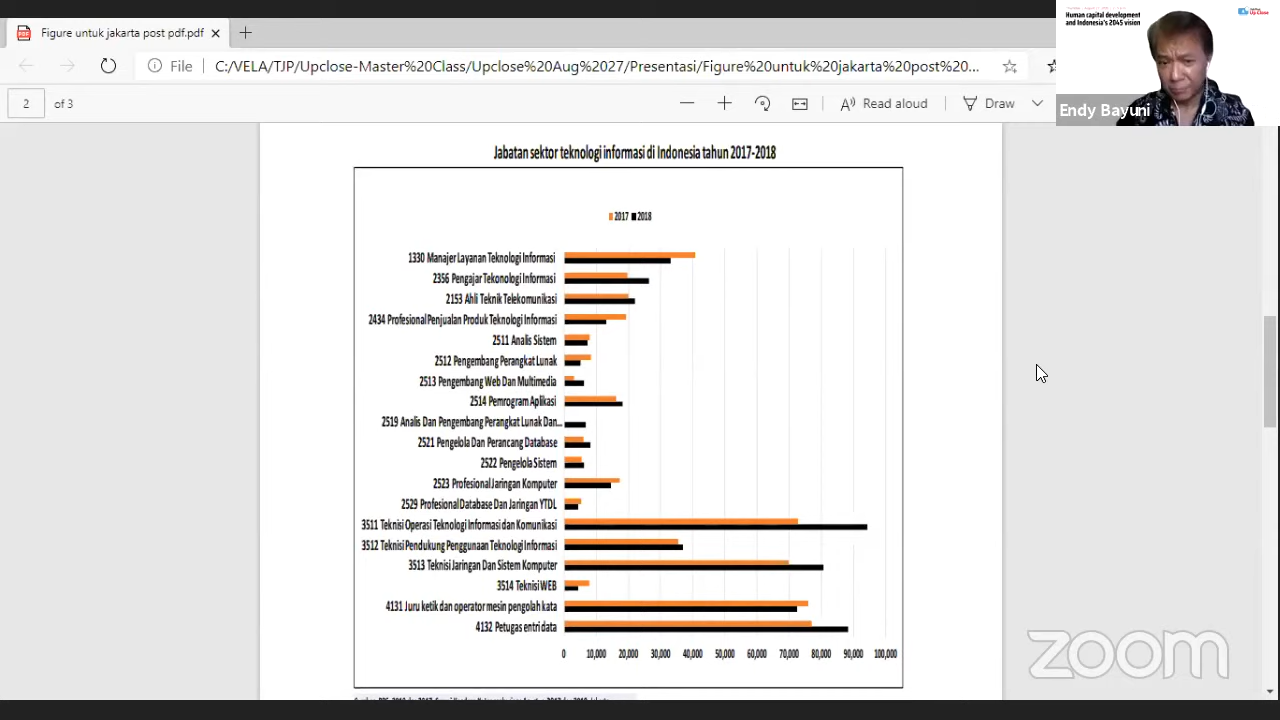 Human capital development
and Indonesia's 2045 vision
Up Close
Endy Bayuni
Figure untuk jakarta post pdf.pdf
File
C:/VELA/TJP/Upclose-Master%20Class/Upclose%20Aug%2027/Presentasi/Figure%20untuk%20jakarta%20post%20...
2 of 3
Read aloud
Draw
Jabatan sektor teknologi informasi di Indonesia tahun 2017-2018
2017 2018
1330 Manajer Layanan Teknologi Informasi
2356 Pengajar Tekonologi Informasi
2153 Ahli Teknik Telekomunikasi
2434 Profesional Penjualan Produk Teknologi Informasi
2511 Analis Sistem
2512 Pengembang Perangkat Lunak
2513 Pengembang Web Dan Multimedia
2514 Pemrogram Aplikasi
2519 Analis Dan Pengembang Perangkat Lunak Dan...
2521 Pengelola Dan Perancang Database
2522 Pengelola Sistem
2523 Profesional Jaringan Komputer
2529 Profesional Database Dan Jaringan YTDL
3511 Teknisi Operasi Teknologi Informasi dan Komunikasi
3512 Teknisi Pendukung Penggunaan Teknologi Informasi
3513 Teknisi Jaringan Dan Sistem Komputer
3514 Teknisi WEB
4131 Juru ketik dan operator mesin pengolah kata
4132 Petugas entri data
0 10,000 20,000 30,000 40,000 50,000 60,000 70,000 80,000 90,000 100,000
zoom